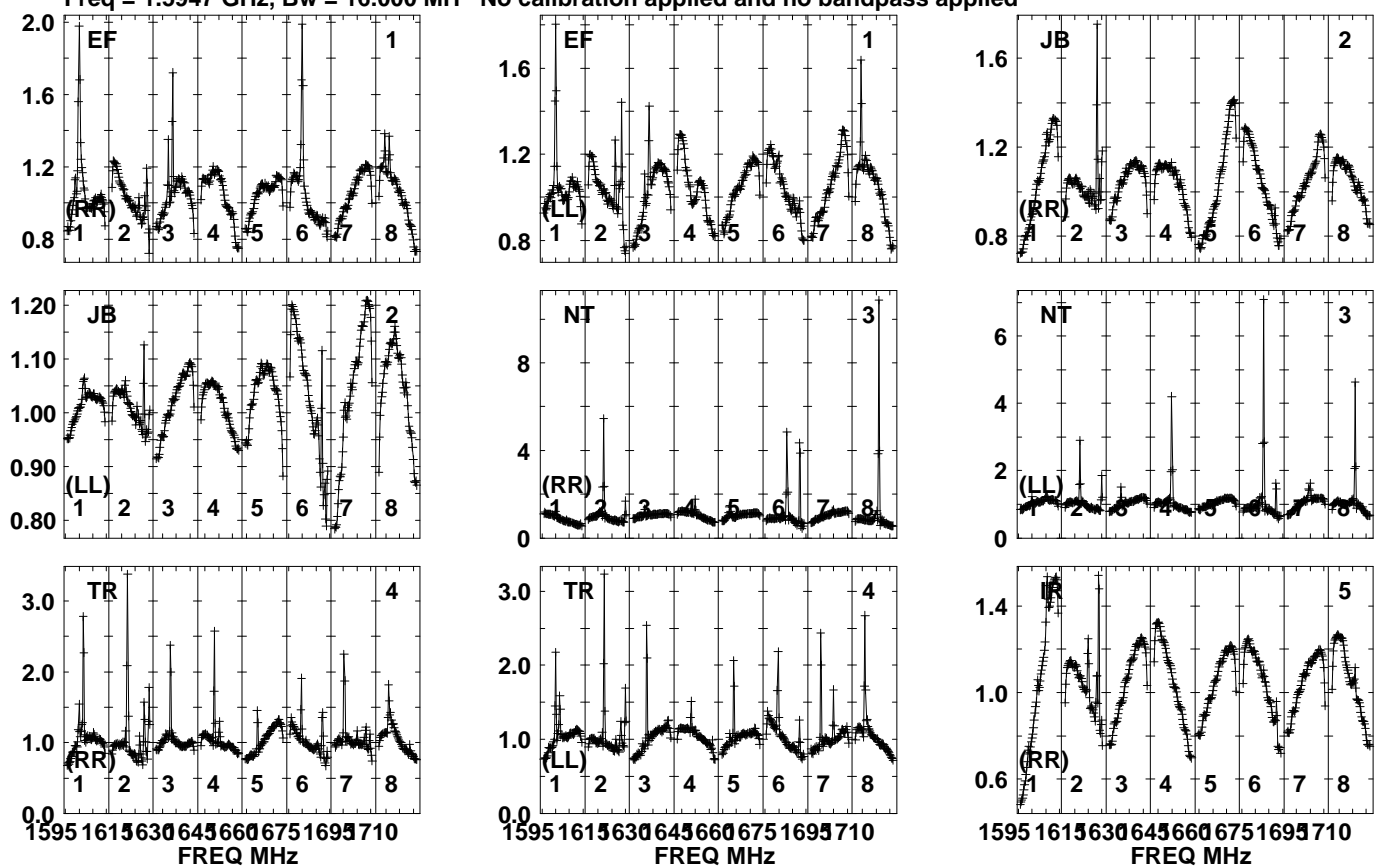 Freq = 1.5947 GHz, Bw = 16.000 MH No calibration applied and no bandpass applied
2.0
1.6
1.2
0.8
EF 1
(RR)
1 2 3 4 5 6 7 8
1.6
1.2
0.8
EF 1
(LL)
1 2 3 4 5 6 7 8
1.6
1.2
0.8
JB 2
(RR)
1 2 3 4 5 6 7 8
1.20
1.10
1.00
0.90
0.80
JB 2
(LL)
1 2 3 4 5 6 7 8
8
4
0
NT 3
(RR)
1 2 3 4 5 6 7 8
6
4
2
0
NT 3
(LL)
1 2 3 4 5 6 7 8
3.0
2.0
1.0
0.0
TR 4
(RR)
1 2 3 4 5 6 7 8
3.0
2.0
1.0
0.0
TR 4
(LL)
1 2 3 4 5 6 7 8
1.4
1.0
0.6
IR 5
(RR)
1 2 3 4 5 6 7 8
1595 1615 1630 1645 1660 1675 1695 1710
FREQ MHz
1595 1615 1630 1645 1660 1675 1695 1710
FREQ MHz
1595 1615 1630 1645 1660 1675 1695 1710
FREQ MHz